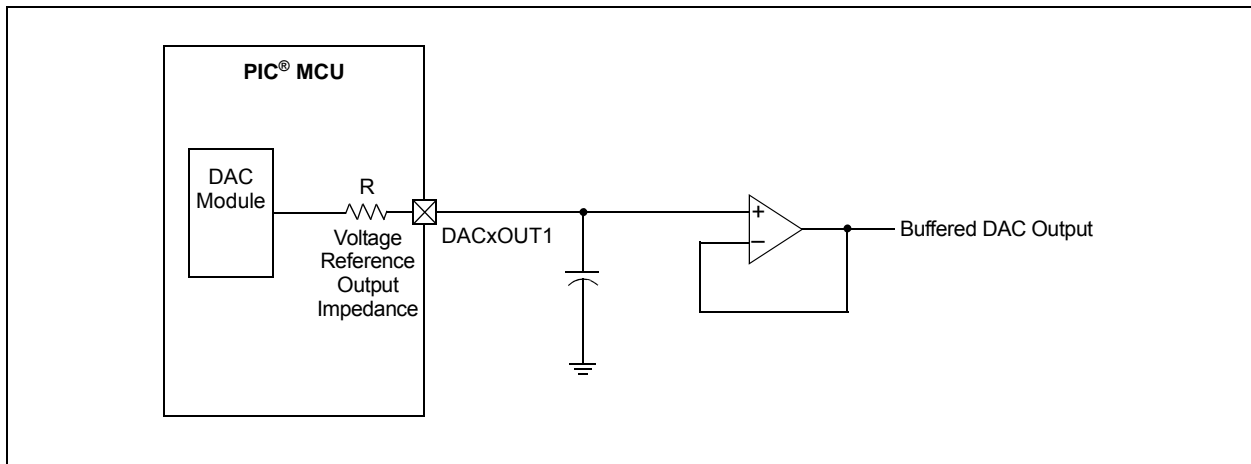 PIC® MCU
DAC
Module
R
Voltage
Reference
Output
Impedance
DACxOUT1
+
–
Buffered DAC Output